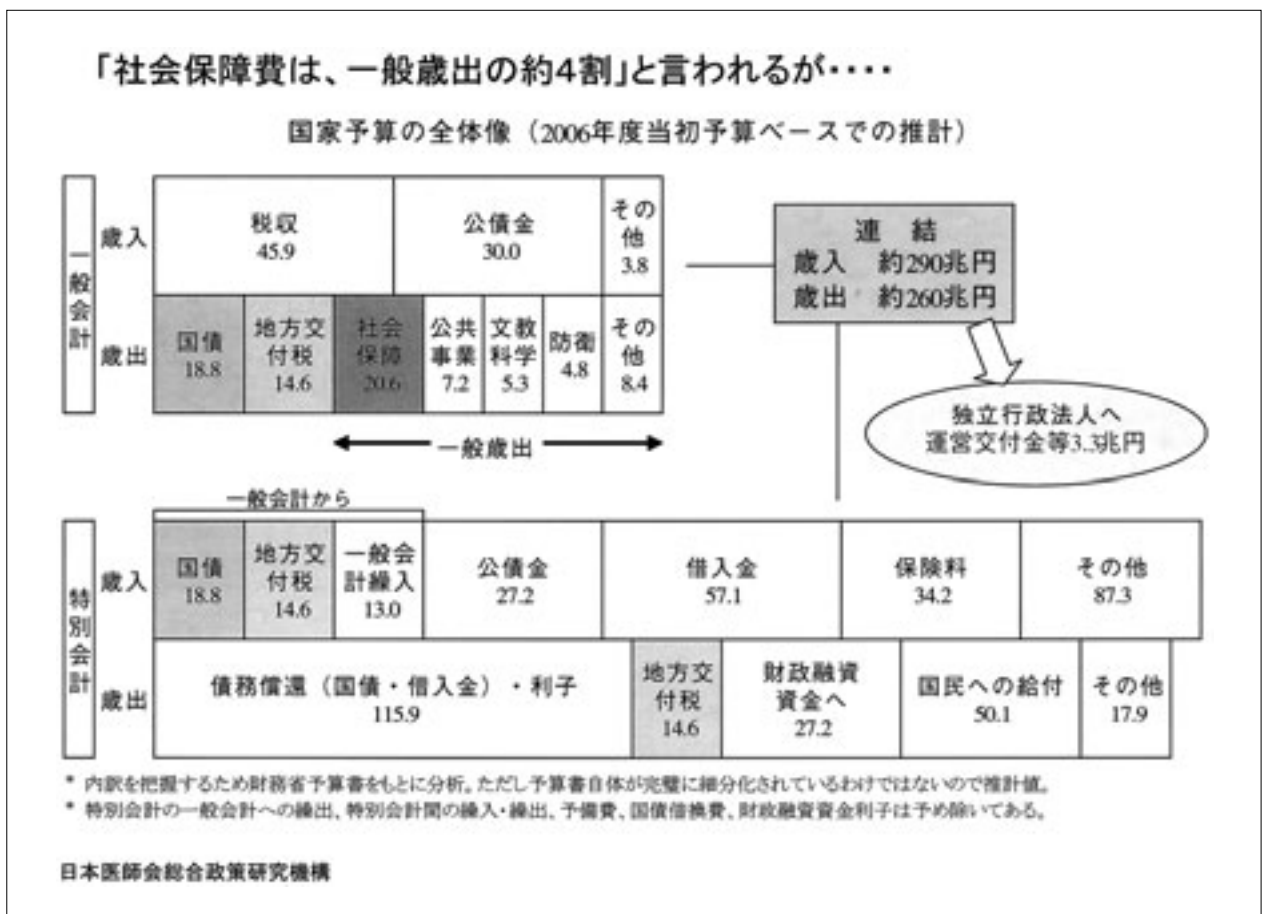 「社会保障費は、一般歳出の約4割」と言われるが‥‥
国家予算の全体像（2006年度当初予算ベースでの推計）
一般会計
歳入
税収
45.9
公債金
30.0
その
他
3.8
歳出
国債
18.8
地方交
付税
14.6
社会
保障
20.6
公共
事業
7.2
文教
科学
5.3
防衛
4.8
その
他
8.4
一般歳出
連　結
歳入　約290兆円
歳出　約260兆円
独立行政法人へ
運営交付金等3.3兆円
一般会計から
特別会計
歳入
国債
18.8
地方交
付税
14.6
一般会
計繰入
13.0
公債金
27.2
借入金
57.1
保険料
34.2
その他
87.3
歳出
債務償還（国債・借入金）・利子
115.9
地方交
付税
14.6
財政融資
資金へ
27.2
国民への給付
50.1
その他
17.9
* 内訳を把握するため財務省予算書をもとに分析。ただし予算書自体が完璧に細分化されているわけではないので推計値。
* 特別会計の一般会計への繰出、特別会計間の繰入・繰出、予備費、国債借換費、財政融資資金利子は予め除いてある。
日本医師会総合政策研究機構